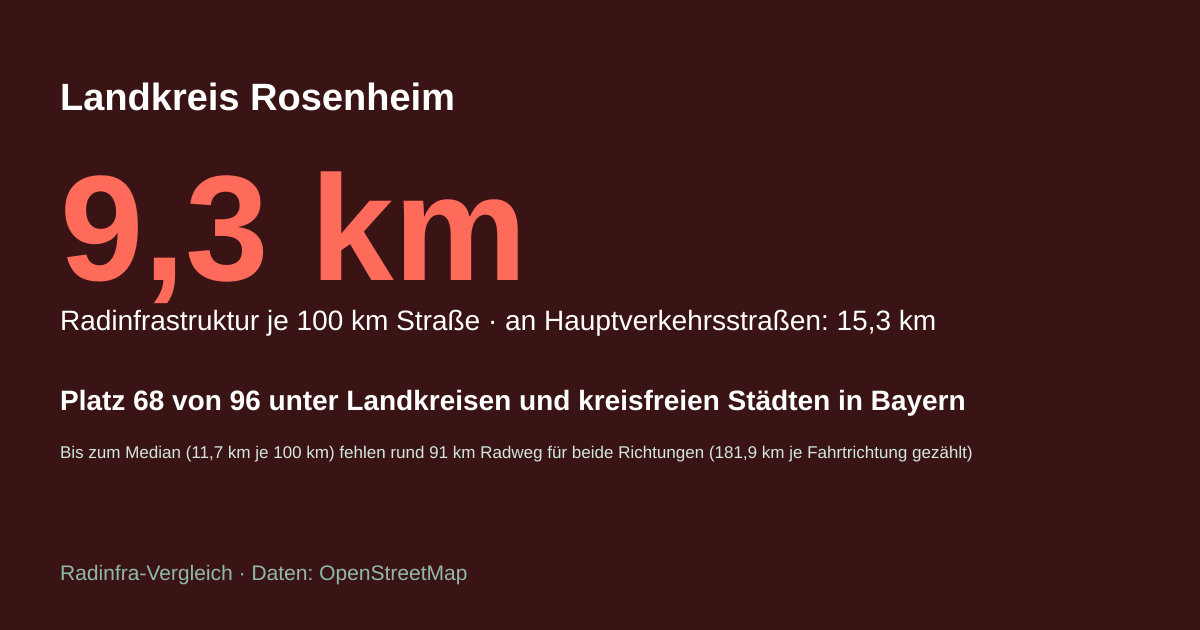 Landkreis Rosenheim
9,3 km
Radinfrastruktur je 100 km Straße · an Hauptverkehrsstraßen: 15,3 km
Platz 68 von 96 unter Landkreisen und kreisfreien Städten in Bayern
Bis zum Median (11,7 km je 100 km) fehlen rund 91 km Radweg für beide Richtungen (181,9 km je Fahrtrichtung gezählt)
Radinfra-Vergleich · Daten: OpenStreetMap